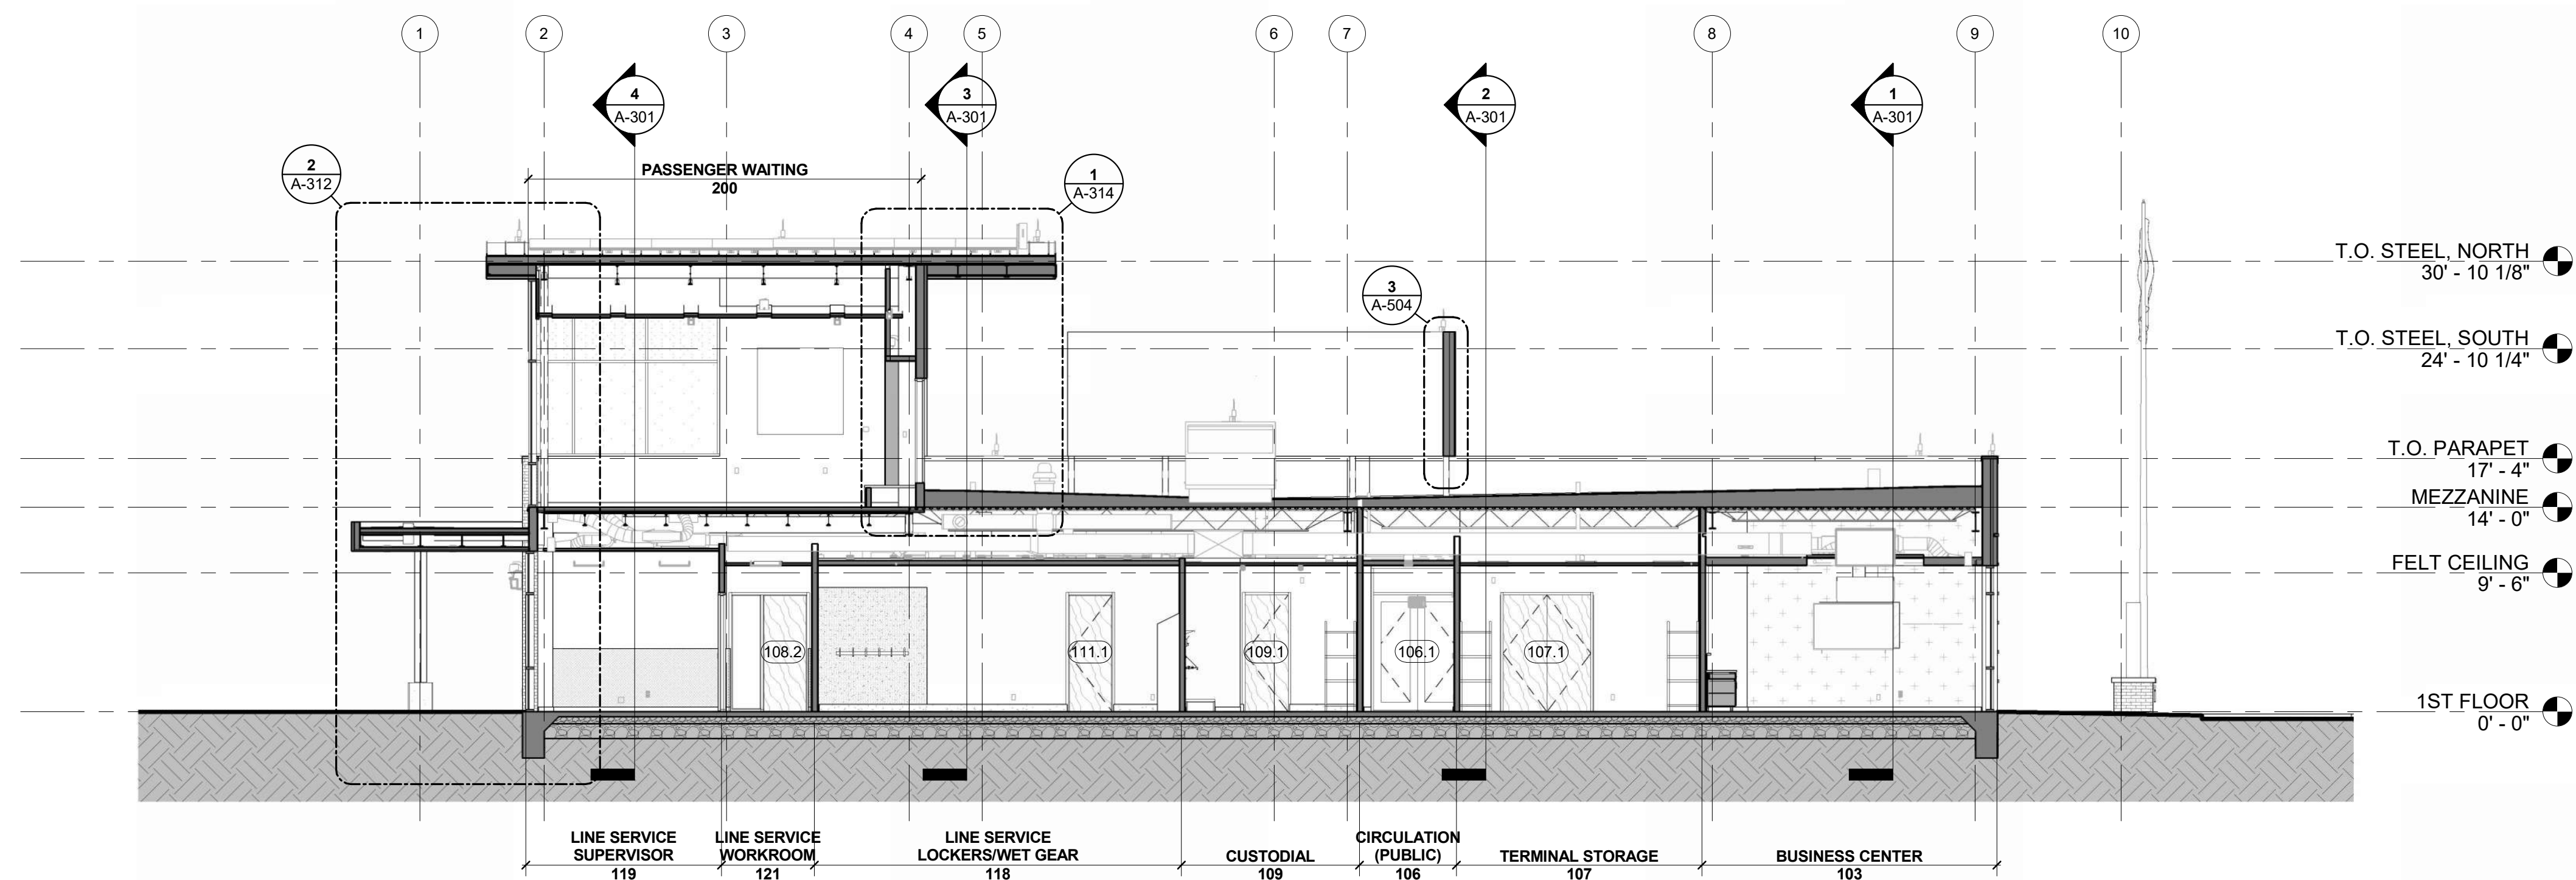 1
2
3
4
5
6
7
8
9
10
4
A-301
3
A-301
2
A-301
1
A-301
2
A-312
PASSENGER WAITING
200
1
A-314
3
A-504
T.O. STEEL, NORTH
30' - 10 1/8"
T.O. STEEL, SOUTH
24' - 10 1/4"
T.O. PARAPET
17' - 4"
MEZZANINE
14' - 0"
FELT CEILING
9' - 6"
1ST FLOOR
0' - 0"
108.2
111.1
109.1
106.1
107.1
LINE SERVICE
SUPERVISOR
119
LINE SERVICE
WORKROOM
121
LINE SERVICE
LOCKERS/WET GEAR
118
CUSTODIAL
109
CIRCULATION
(PUBLIC)
106
TERMINAL STORAGE
107
BUSINESS CENTER
103